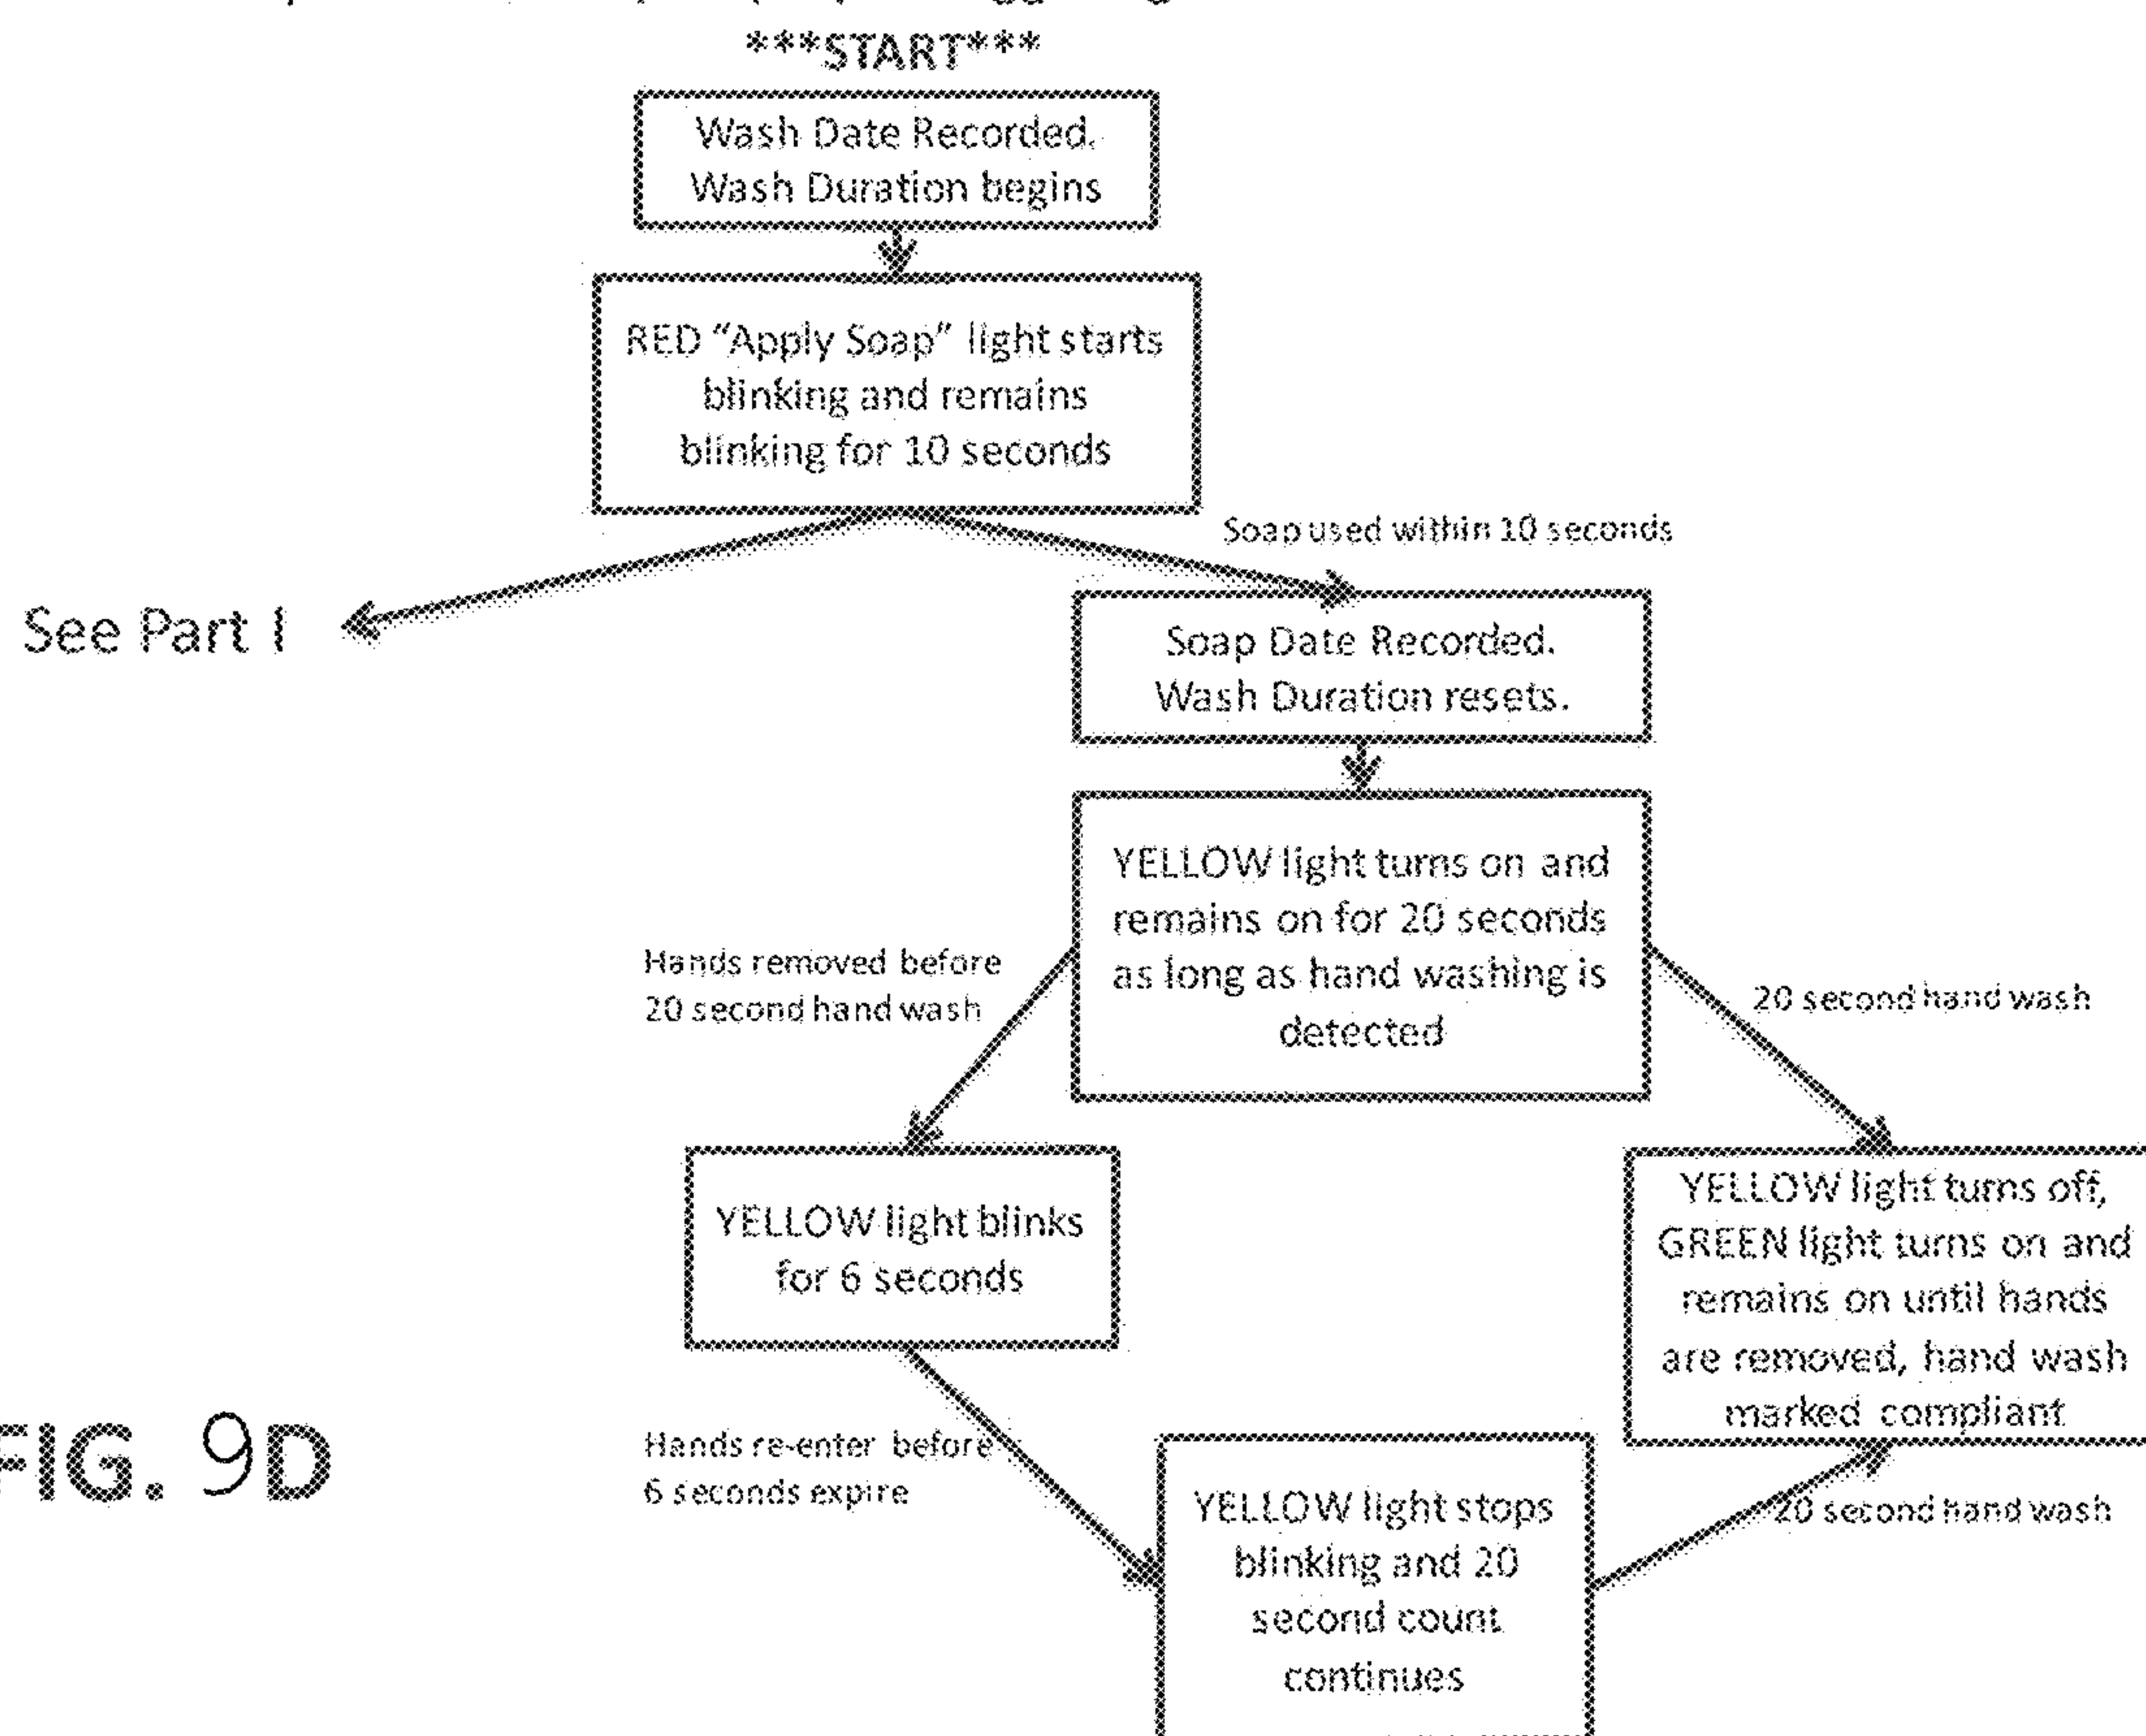 ***START***
Wash Date Recorded.
Wash Duration begins
RED “Apply Soap” light starts
blinking and remains
blinking for 10 seconds
Soap used within 10 seconds
See Part I
Soap Date Recorded.
Wash Duration resets.
YELLOW light turns on and
remains on for 20 seconds
as long as hand washing is
detected
Hands removed before
20 second hand wash
20 second hand wash
YELLOW light blinks
for 6 seconds
YELLOW light turns off,
GREEN light turns on and
remains on until hands
are removed, hand wash
marked compliant
Hands re-enter before
6 seconds expire
YELLOW light stops
blinking and 20
second count
continues
20 second hand wash
FIG. 9D